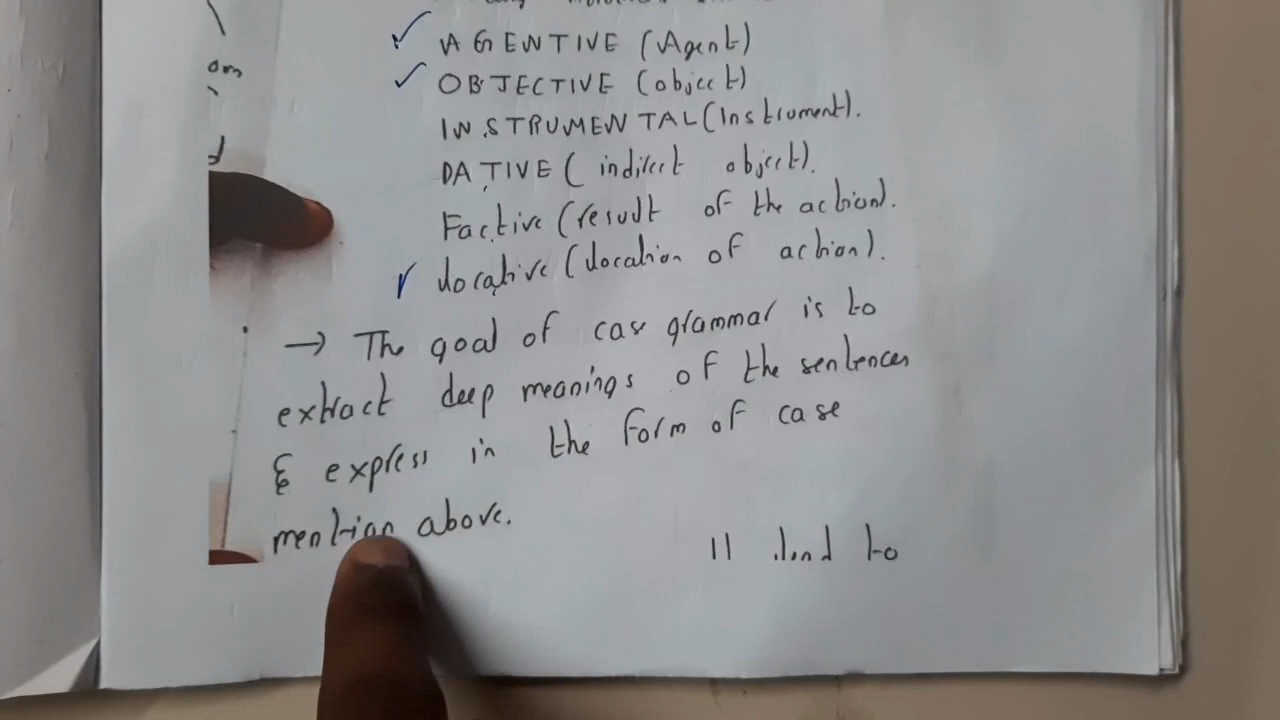 om
d
AGENTIVE (Agent)
OBJECTIVE (object)
INSTRUMENTAL (Instrument).
DATIVE ( indirect object).
Factive (result of the action).
locative (location of action).
→ The goal of case grammar is to
extract deep meanings of the sentences
& express in the form of case
mention above.
to